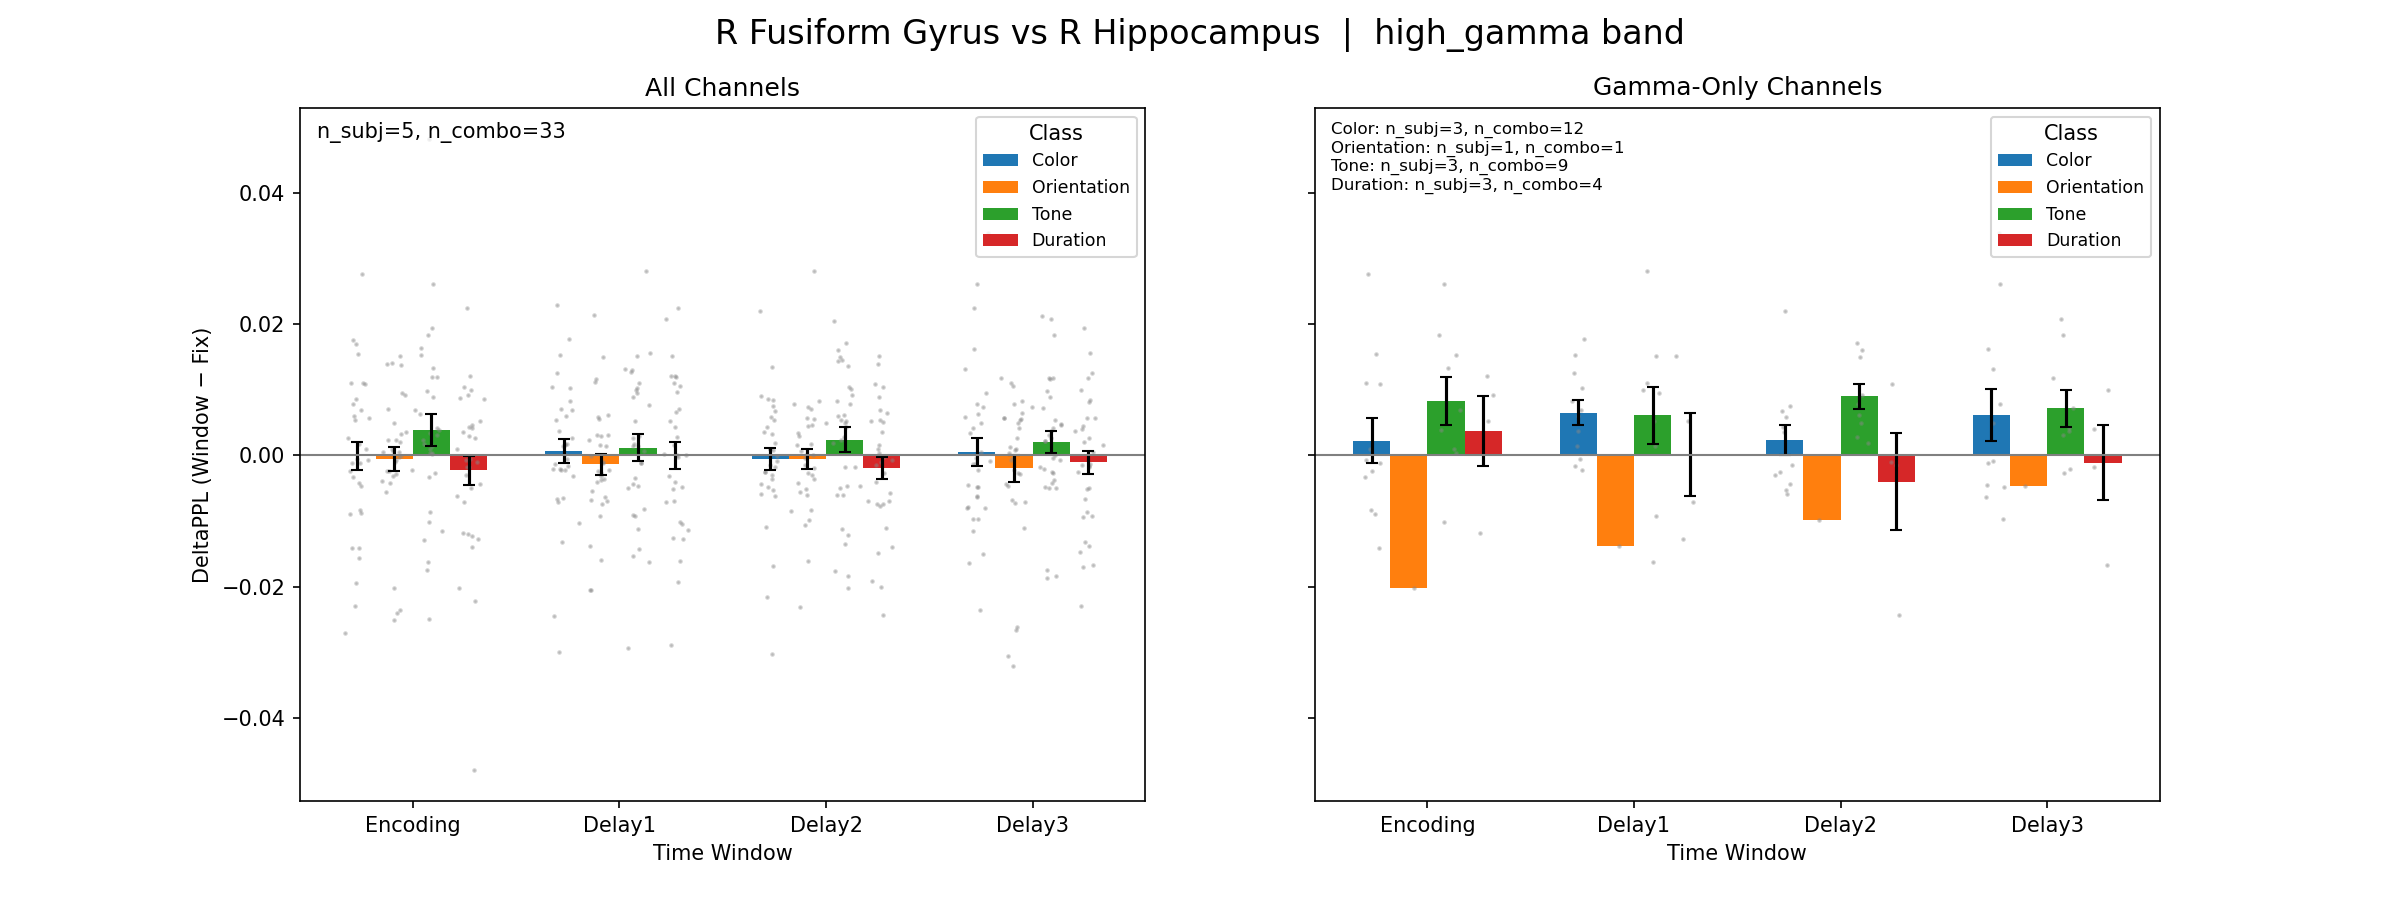 R Fusiform Gyrus vs R Hippocampus | high_gamma band
All Channels
n_subj=5, n_combo=33
Class
Color
Orientation
Tone
Duration
DeltaPPL (Window − Fix)
0.04
0.02
0.00
−0.02
−0.04
Encoding
Delay1
Delay2
Delay3
Time Window
Gamma-Only Channels
Color: n_subj=3, n_combo=12
Orientation: n_subj=1, n_combo=1
Tone: n_subj=3, n_combo=9
Duration: n_subj=3, n_combo=4
Class
Color
Orientation
Tone
Duration
Encoding
Delay1
Delay2
Delay3
Time Window